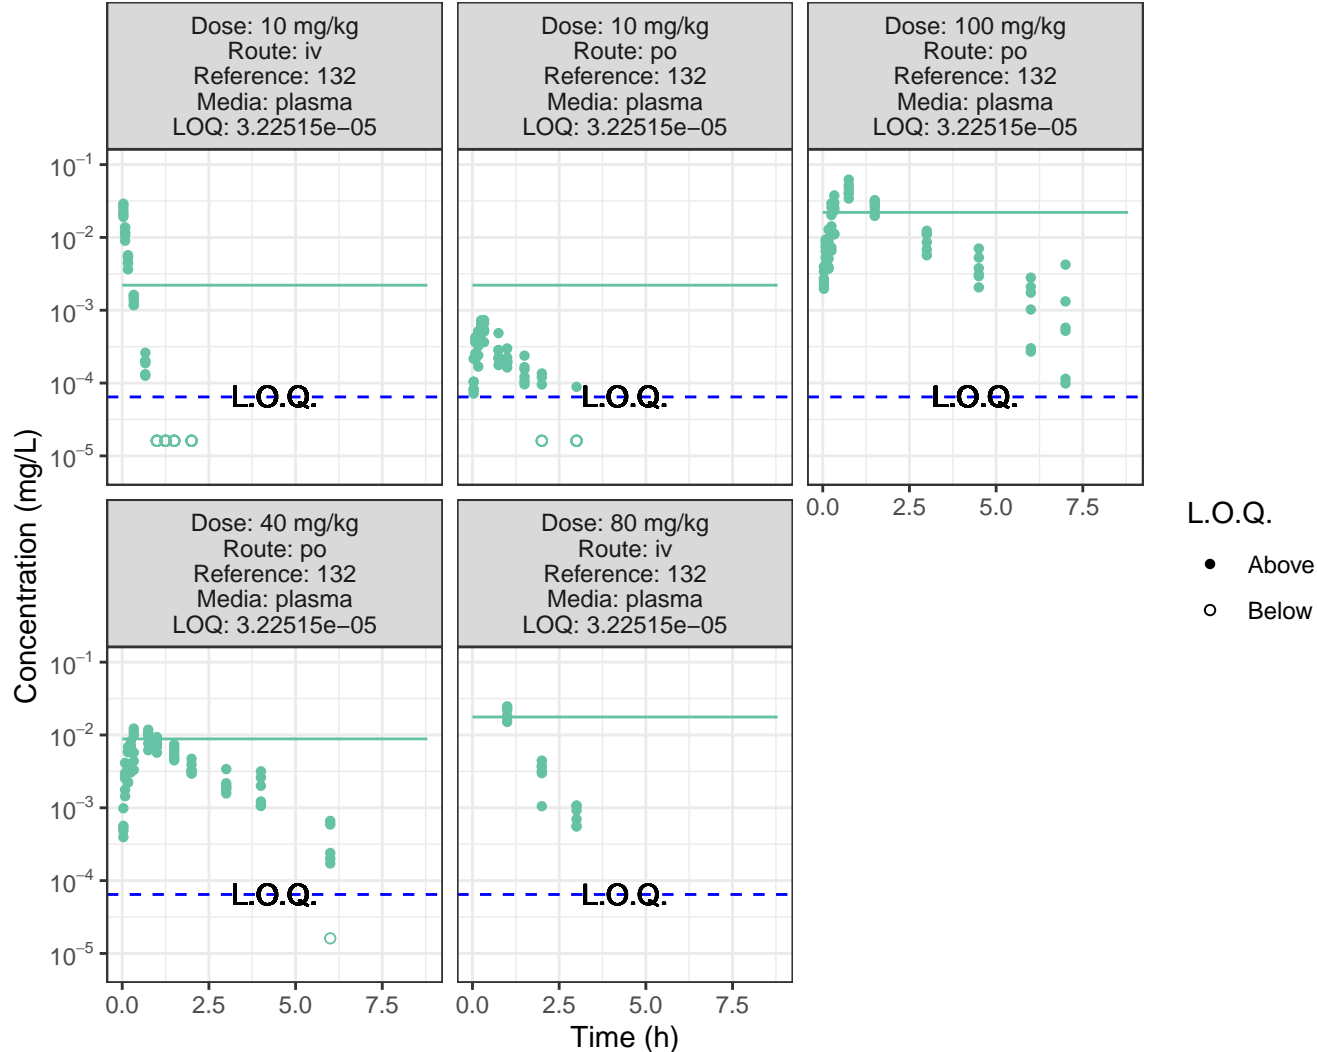 Dose: 10 mg/kg
Route: iv
Reference: 132
Media: plasma
LOQ: 3.22515e−05
Dose: 10 mg/kg
Route: po
Reference: 132
Media: plasma
LOQ: 3.22515e−05
Dose: 100 mg/kg
Route: po
Reference: 132
Media: plasma
LOQ: 3.22515e−05
10⁻¹
10⁻²
10⁻³
10⁻⁴
10⁻⁵
L.O.Q.
L.O.Q.
L.O.Q.
0.0 2.5 5.0 7.5
Dose: 40 mg/kg
Route: po
Reference: 132
Media: plasma
LOQ: 3.22515e−05
Dose: 80 mg/kg
Route: iv
Reference: 132
Media: plasma
LOQ: 3.22515e−05
10⁻¹
10⁻²
10⁻³
10⁻⁴
10⁻⁵
L.O.Q.
L.O.Q.
0.0 2.5 5.0 7.5
0.0 2.5 5.0 7.5
Time (h)
Concentration (mg/L)
L.O.Q.
Above
Below